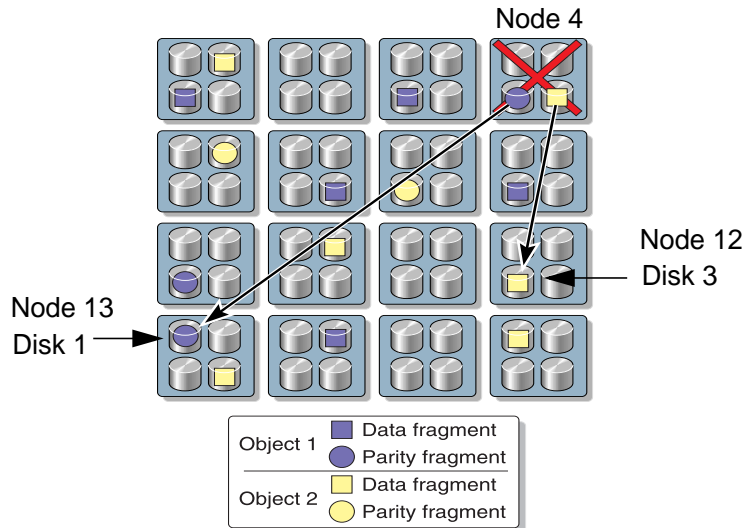 Node 4
Node 12
Disk 3
Node 13
Disk 1
Object 1
Data fragment
Parity fragment
Object 2
Data fragment
Parity fragment